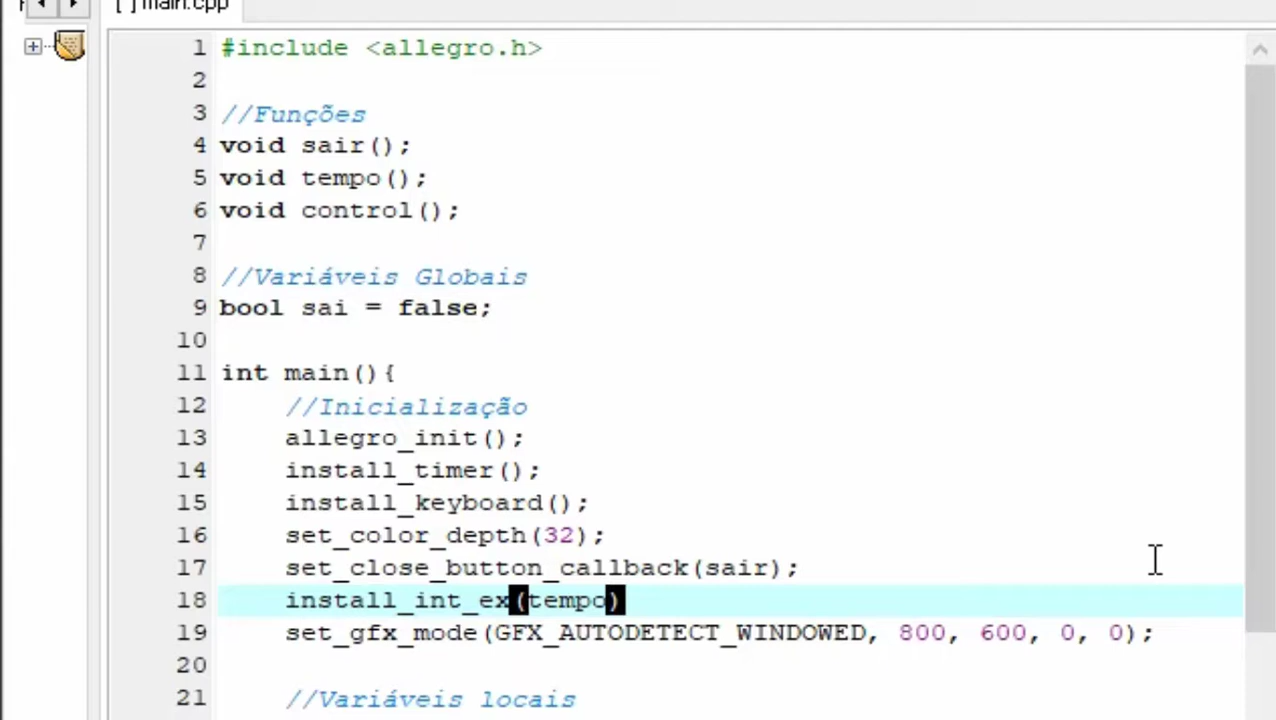 [ ] main.cpp
1 #include <allegro.h>
2
3 //Funções
4 void sair();
5 void tempo();
6 void control();
7
8 //Variáveis Globais
9 bool sai = false;
10
11 int main(){
12 //Inicialização
13 allegro_init();
14 install_timer();
15 install_keyboard();
16 set_color_depth(32);
17 set_close_button_callback(sair);
18 install_int_ex(tempo)
19 set_gfx_mode(GFX_AUTODETECT_WINDOWED, 800, 600, 0, 0);
20
21 //Variáveis locais